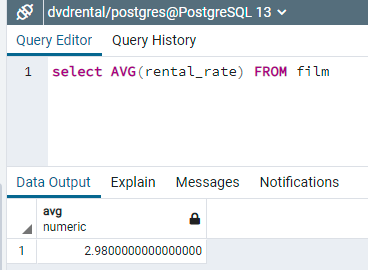 dvdrental/postgres@PostgreSQL 13
Query Editor Query History
1 select AVG(rental_rate) FROM film
Data Output Explain Messages Notifications
avg
numeric
1 2.9800000000000000